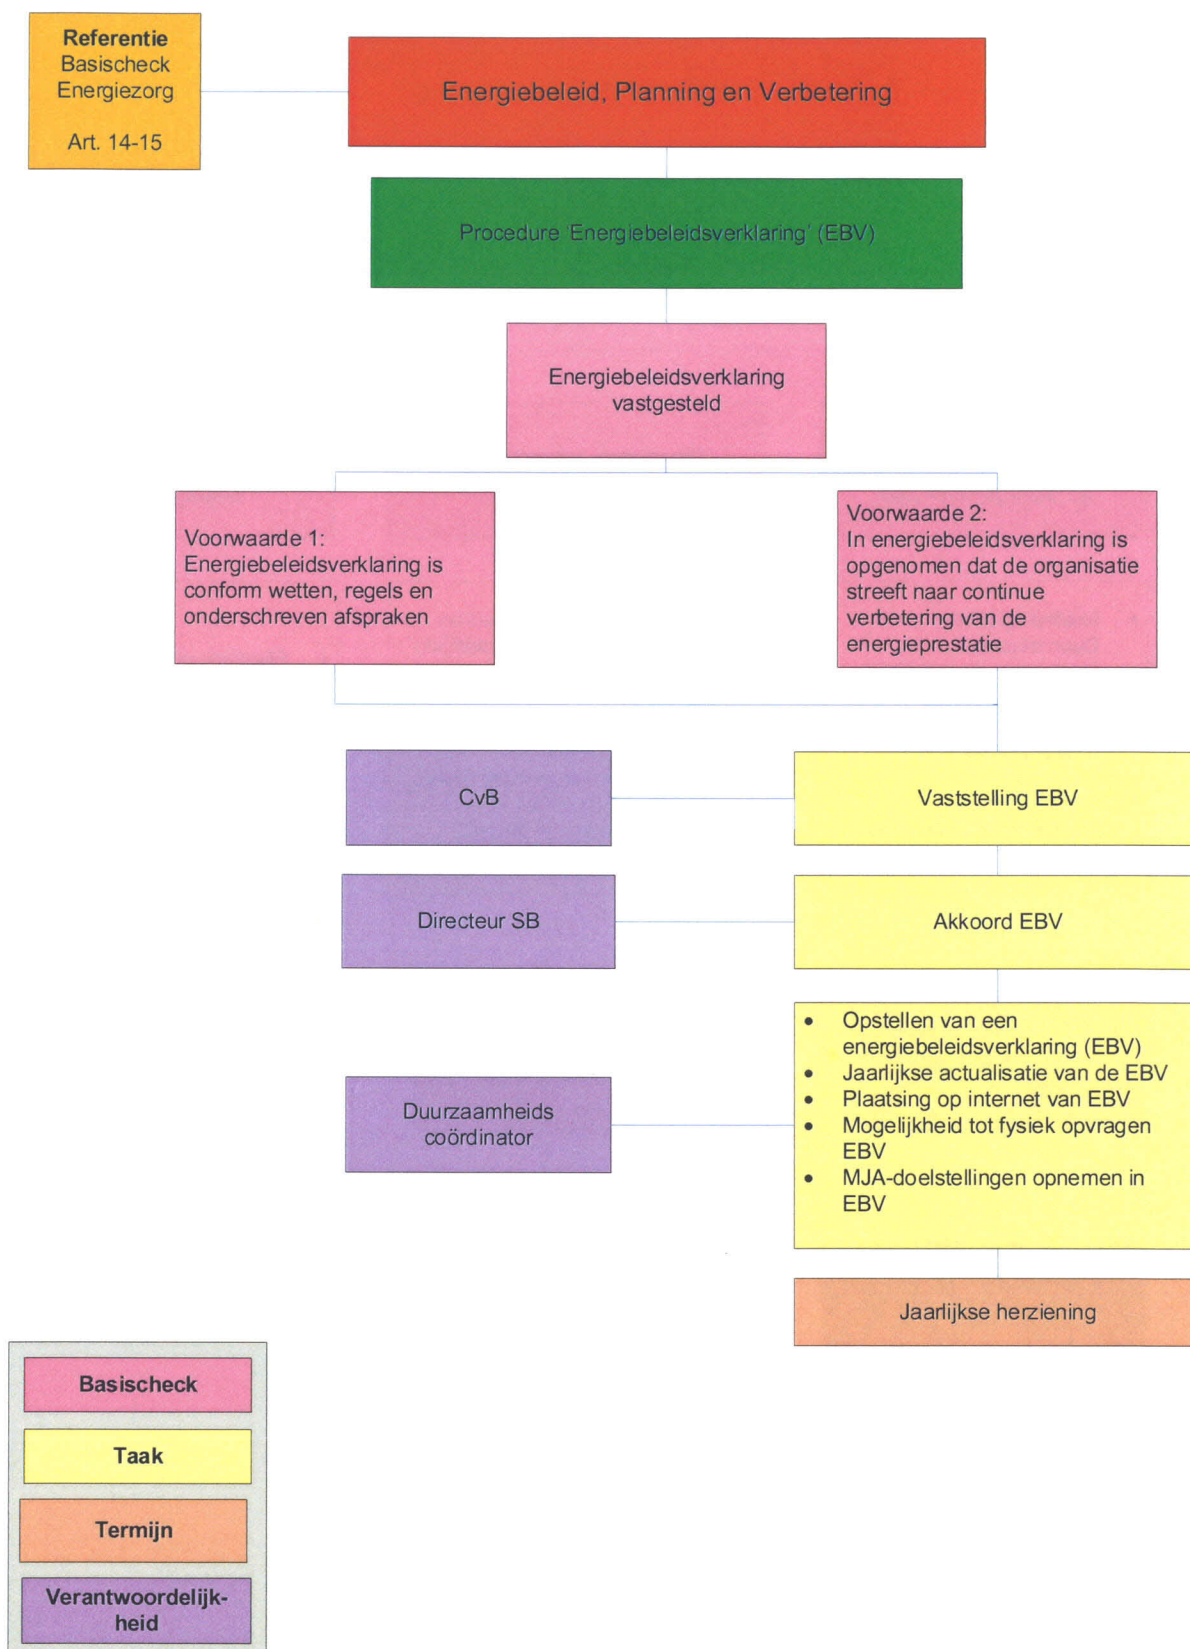 Referentie
Basischeck
Energiezorg
Art. 14-15
Energiebeleid, Planning en Verbetering
Procedure 'Energiebeleidsverklaring' (EBV)
Energiebeleidsverklaring
vastgesteld
Voorwaarde 1:
Energiebeleidsverklaring is
conform wetten, regels en
onderschreven afspraken
Voorwaarde 2:
In energiebeleidsverklaring is
opgenomen dat de organisatie
streeft naar continue
verbetering van de
energieprestatie
CvB
Vaststelling EBV
Directeur SB
Akkoord EBV
Duurzaamheids
coördinator
• Opstellen van een
energiebeleidsverklaring (EBV)
• Jaarlijkse actualisatie van de EBV
• Plaatsing op internet van EBV
• Mogelijkheid tot fysiek opvragen
EBV
• MJA-doelstellingen opnemen in
EBV
Jaarlijkse herziening
Basischeck
Taak
Termijn
Verantwoordelijk-
heid